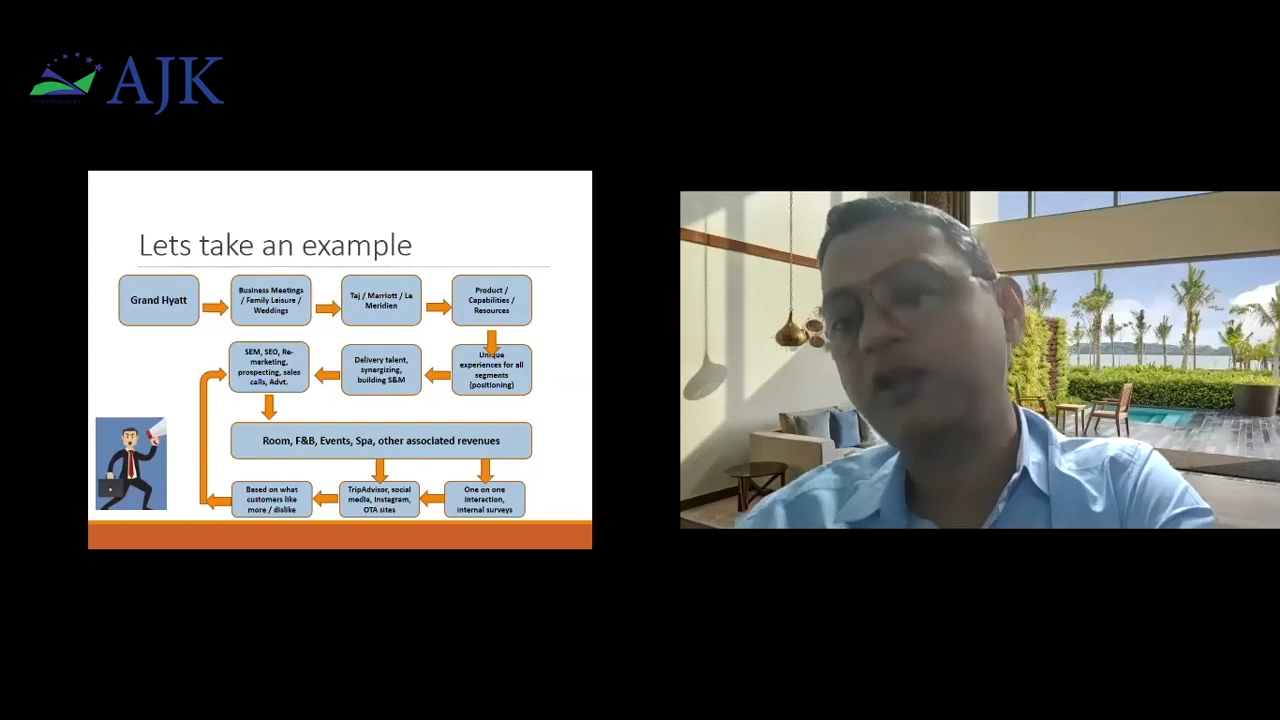 AJK
Lets take an example
Grand Hyatt
Business Meetings
/ Family Leisure /
Weddings
Taj / Marriott / Le
Meridien
Product /
Capabilities /
Resources
SEM, SEO, Re-
marketing,
prospecting, sales
calls, Advt.
Delivery talent,
synergizing,
building S&M
Unique
experiences for all
segments
(positioning)
Room, F&B, Events, Spa, other associated revenues
Based on what
customers like
more / dislike
TripAdvisor, social
media, Instagram,
OTA sites
One on one
interaction,
internal surveys